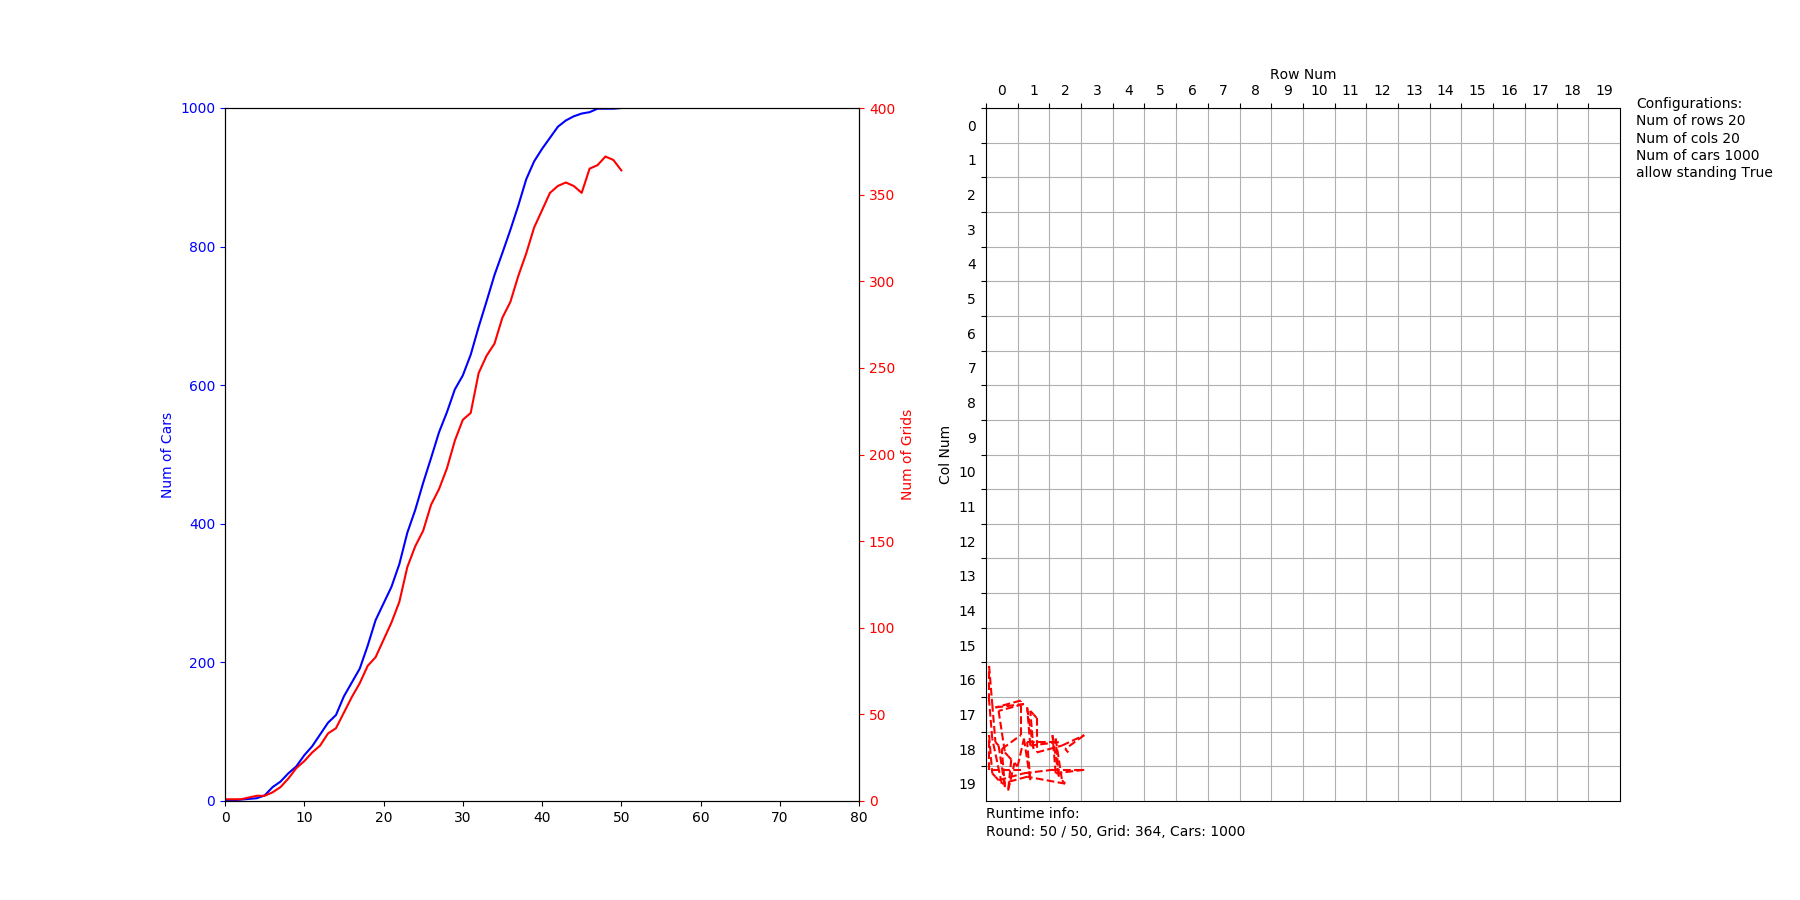 1000
800
600
400
200
0
Num of Cars
0 10 20 30 40 50 60 70 80
400
350
300
250
200
150
100
50
0
Num of Grids
Row Num
0 1 2 3 4 5 6 7 8 9 10 11 12 13 14 15 16 17 18 19
Col Num
0
1
2
3
4
5
6
7
8
9
10
11
12
13
14
15
16
17
18
19
Configurations:
Num of rows 20
Num of cols 20
Num of cars 1000
allow standing True
Runtime info:
Round: 50 / 50, Grid: 364, Cars: 1000